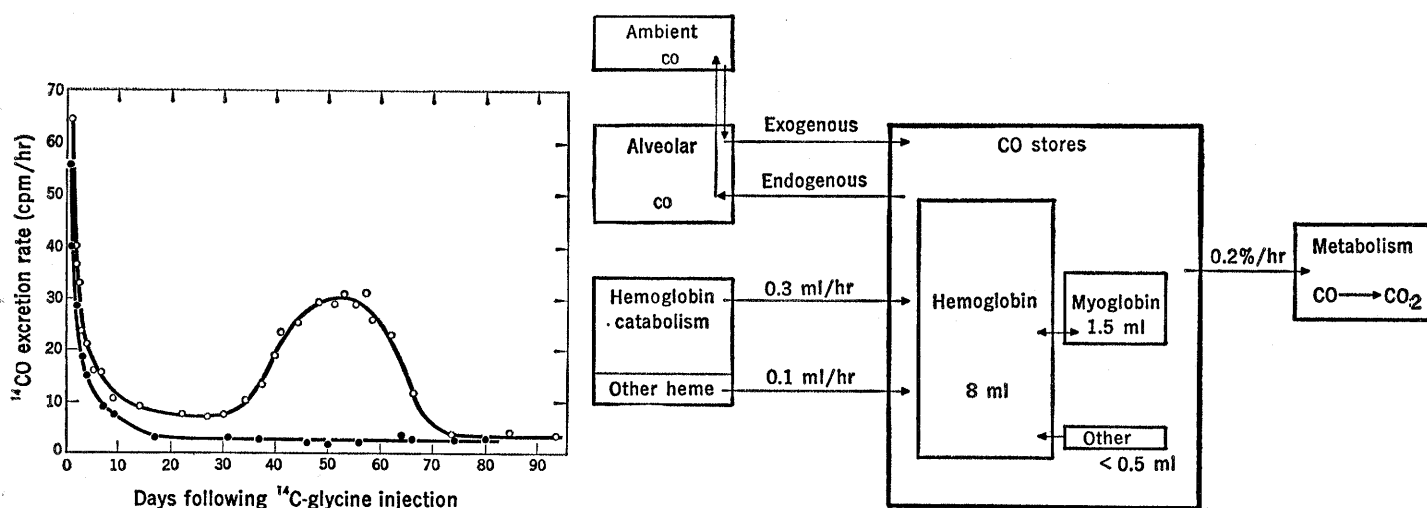 70
60
50
40
30
20
10
0
¹⁴CO excretion rate (cpm/hr)
0 10 20 30 40 50 60 70 80 90
Days following ¹⁴C-glycine injection
Ambient
CO
Alveolar
CO
Exogenous
Endogenous
Hemoglobin
catabolism
Other heme
0.3 ml/hr
0.1 ml/hr
CO stores
Hemoglobin
8 ml
Myoglobin
1.5 ml
Other
< 0.5 ml
0.2%/hr
Metabolism
CO→CO₂